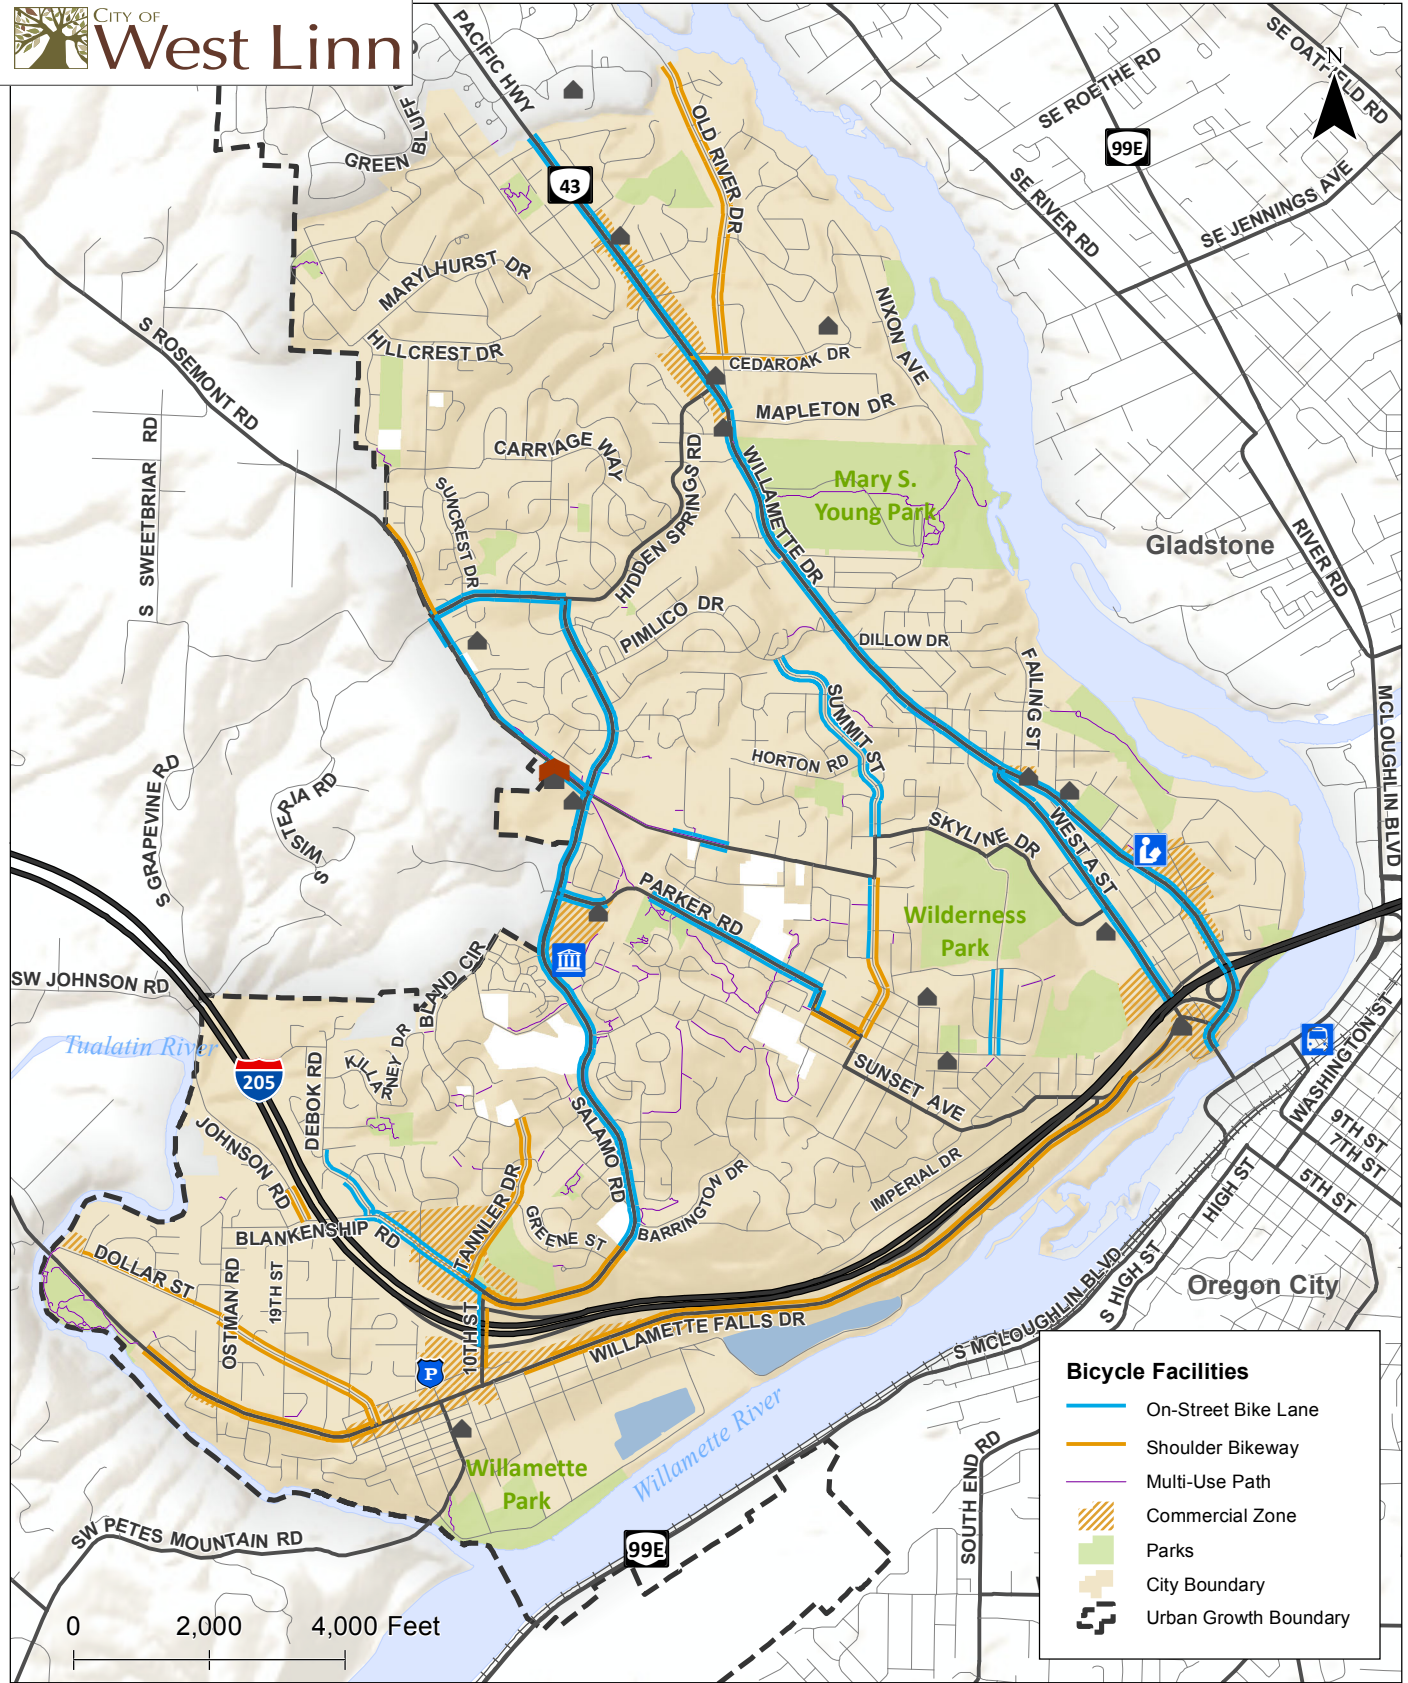 CITY OF
West Linn
PACIFIC HWY
GREEN BLUFF
43
OLD RIVER DR
SE OATFIELD RD
N
SE ROETHE RD
99E
SE RIVER RD
SE JENNINGS AVE
MARYLHURST DR
HILLCREST DR
S ROSEMONT RD
NIXON AVE
CEDAROAK DR
MAPLETON DR
S SWEETBRIAR RD
CARRIAGE WAY
SUNCREST DR
HIDDEN SPRINGS RD
WILLAMETTE DR
Mary S.
Young Park
Gladstone
RIVER RD
PIMLICO DR
DILLOW DR
FAILING ST
SUMMIT ST
HORTON RD
MCLOUGHLIN BLVD
S GRAPEVINE RD
S WISTERIA RD
SKYLINE DR
WEST A ST
PARKER RD
Wilderness
Park
SW JOHNSON RD
BLAND CIR
Tualatin River
205
DEBOK RD
KILLARNEY DR
SUNSET AVE
WASHINGTON ST
SALAMO RD
9TH ST
7TH ST
5TH ST
HIGH ST
JOHNSON RD
IMPERIAL DR
BARRINGTON DR
TANNLER DR
GREENE ST
BLANKENSHIP RD
DOLLAR ST
OSTMAN RD
19TH ST
10TH ST
WILLAMETTE FALLS DR
S MCLOUGHLIN BLVD
S HIGH ST
Oregon City
P
Willamette River
Willamette
Park
SW PETES MOUNTAIN RD
99E
SOUTH END RD
0 2,000 4,000 Feet
Bicycle Facilities
On-Street Bike Lane
Shoulder Bikeway
Multi-Use Path
Commercial Zone
Parks
City Boundary
Urban Growth Boundary